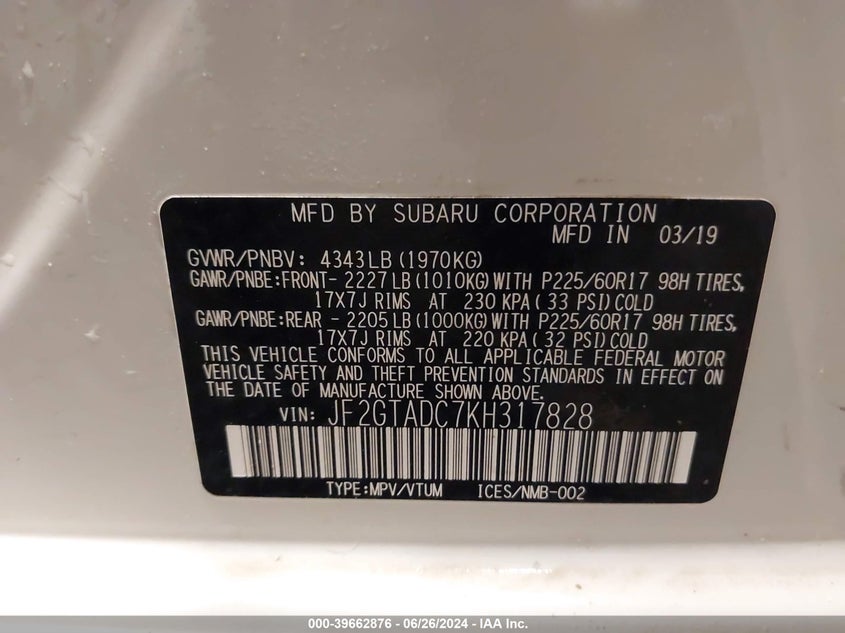 MFD BY SUBARU CORPORATION
MFD IN 03/19
GVWR/PNBV: 4343LB (1970KG)
GAWR/PNBE:FRONT- 2227LB (1010KG) WITH P225/60R17 98H TIRES,
17X7J RIMS AT 230 KPA( 33 PSI) COLD
GAWR/PNBE:REAR - 2205LB (1000KG) WITH P225/60R17 98H TIRES,
17X7J RIMS AT 220 KPA( 32 PSI) COLD
THIS VEHICLE CONFORMS TO ALL APPLICABLE FEDERAL MOTOR
VEHICLE SAFETY AND THEFT PREVENTION STANDARDS IN EFFECT ON
THE DATE OF MANUFACTURE SHOWN ABOVE.
VIN: JF2GTADC7KH317828
TYPE:MPV/VTUM ICES/NMB-002
000-39662876 - 06/26/2024 - IAA Inc.